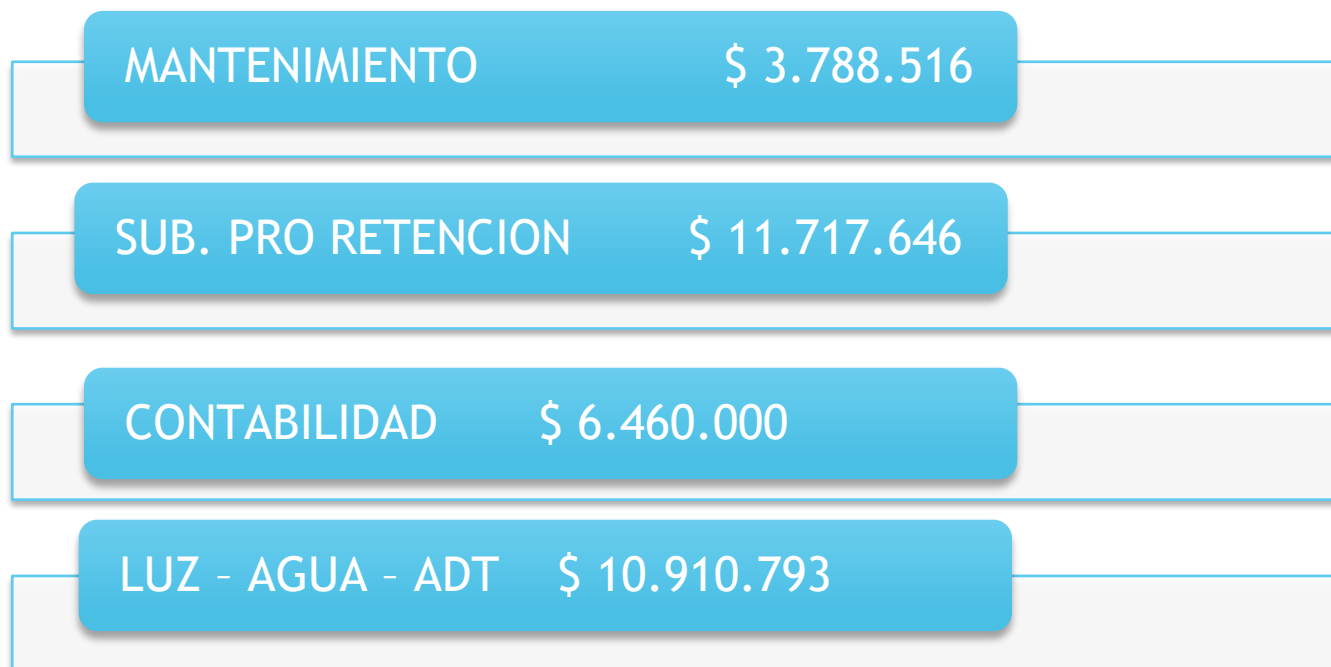 MANTENIMIENTO $ 3.788.516
SUB. PRO RETENCION $ 11.717.646
CONTABILIDAD $ 6.460.000
LUZ – AGUA – ADT $ 10.910.793